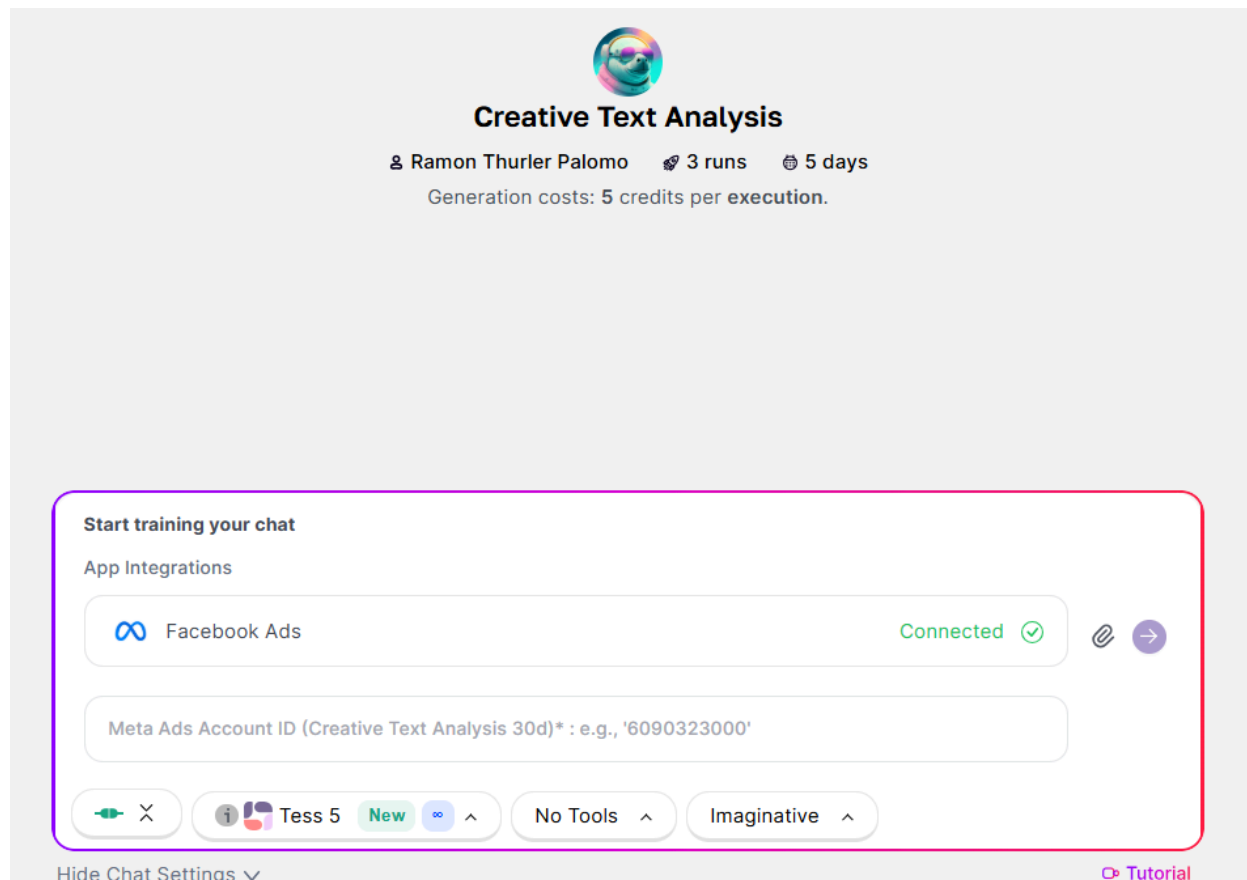 Creative Text Analysis
Ramon Thurler Palomo 3 runs 5 days
Generation costs: 5 credits per execution.
Start training your chat
App Integrations
Facebook Ads Connected
Meta Ads Account ID (Creative Text Analysis 30d)* : e.g., '6090323000'
i Tess 5 New ∞ No Tools Imaginative
Hide Chat Settings Tutorial